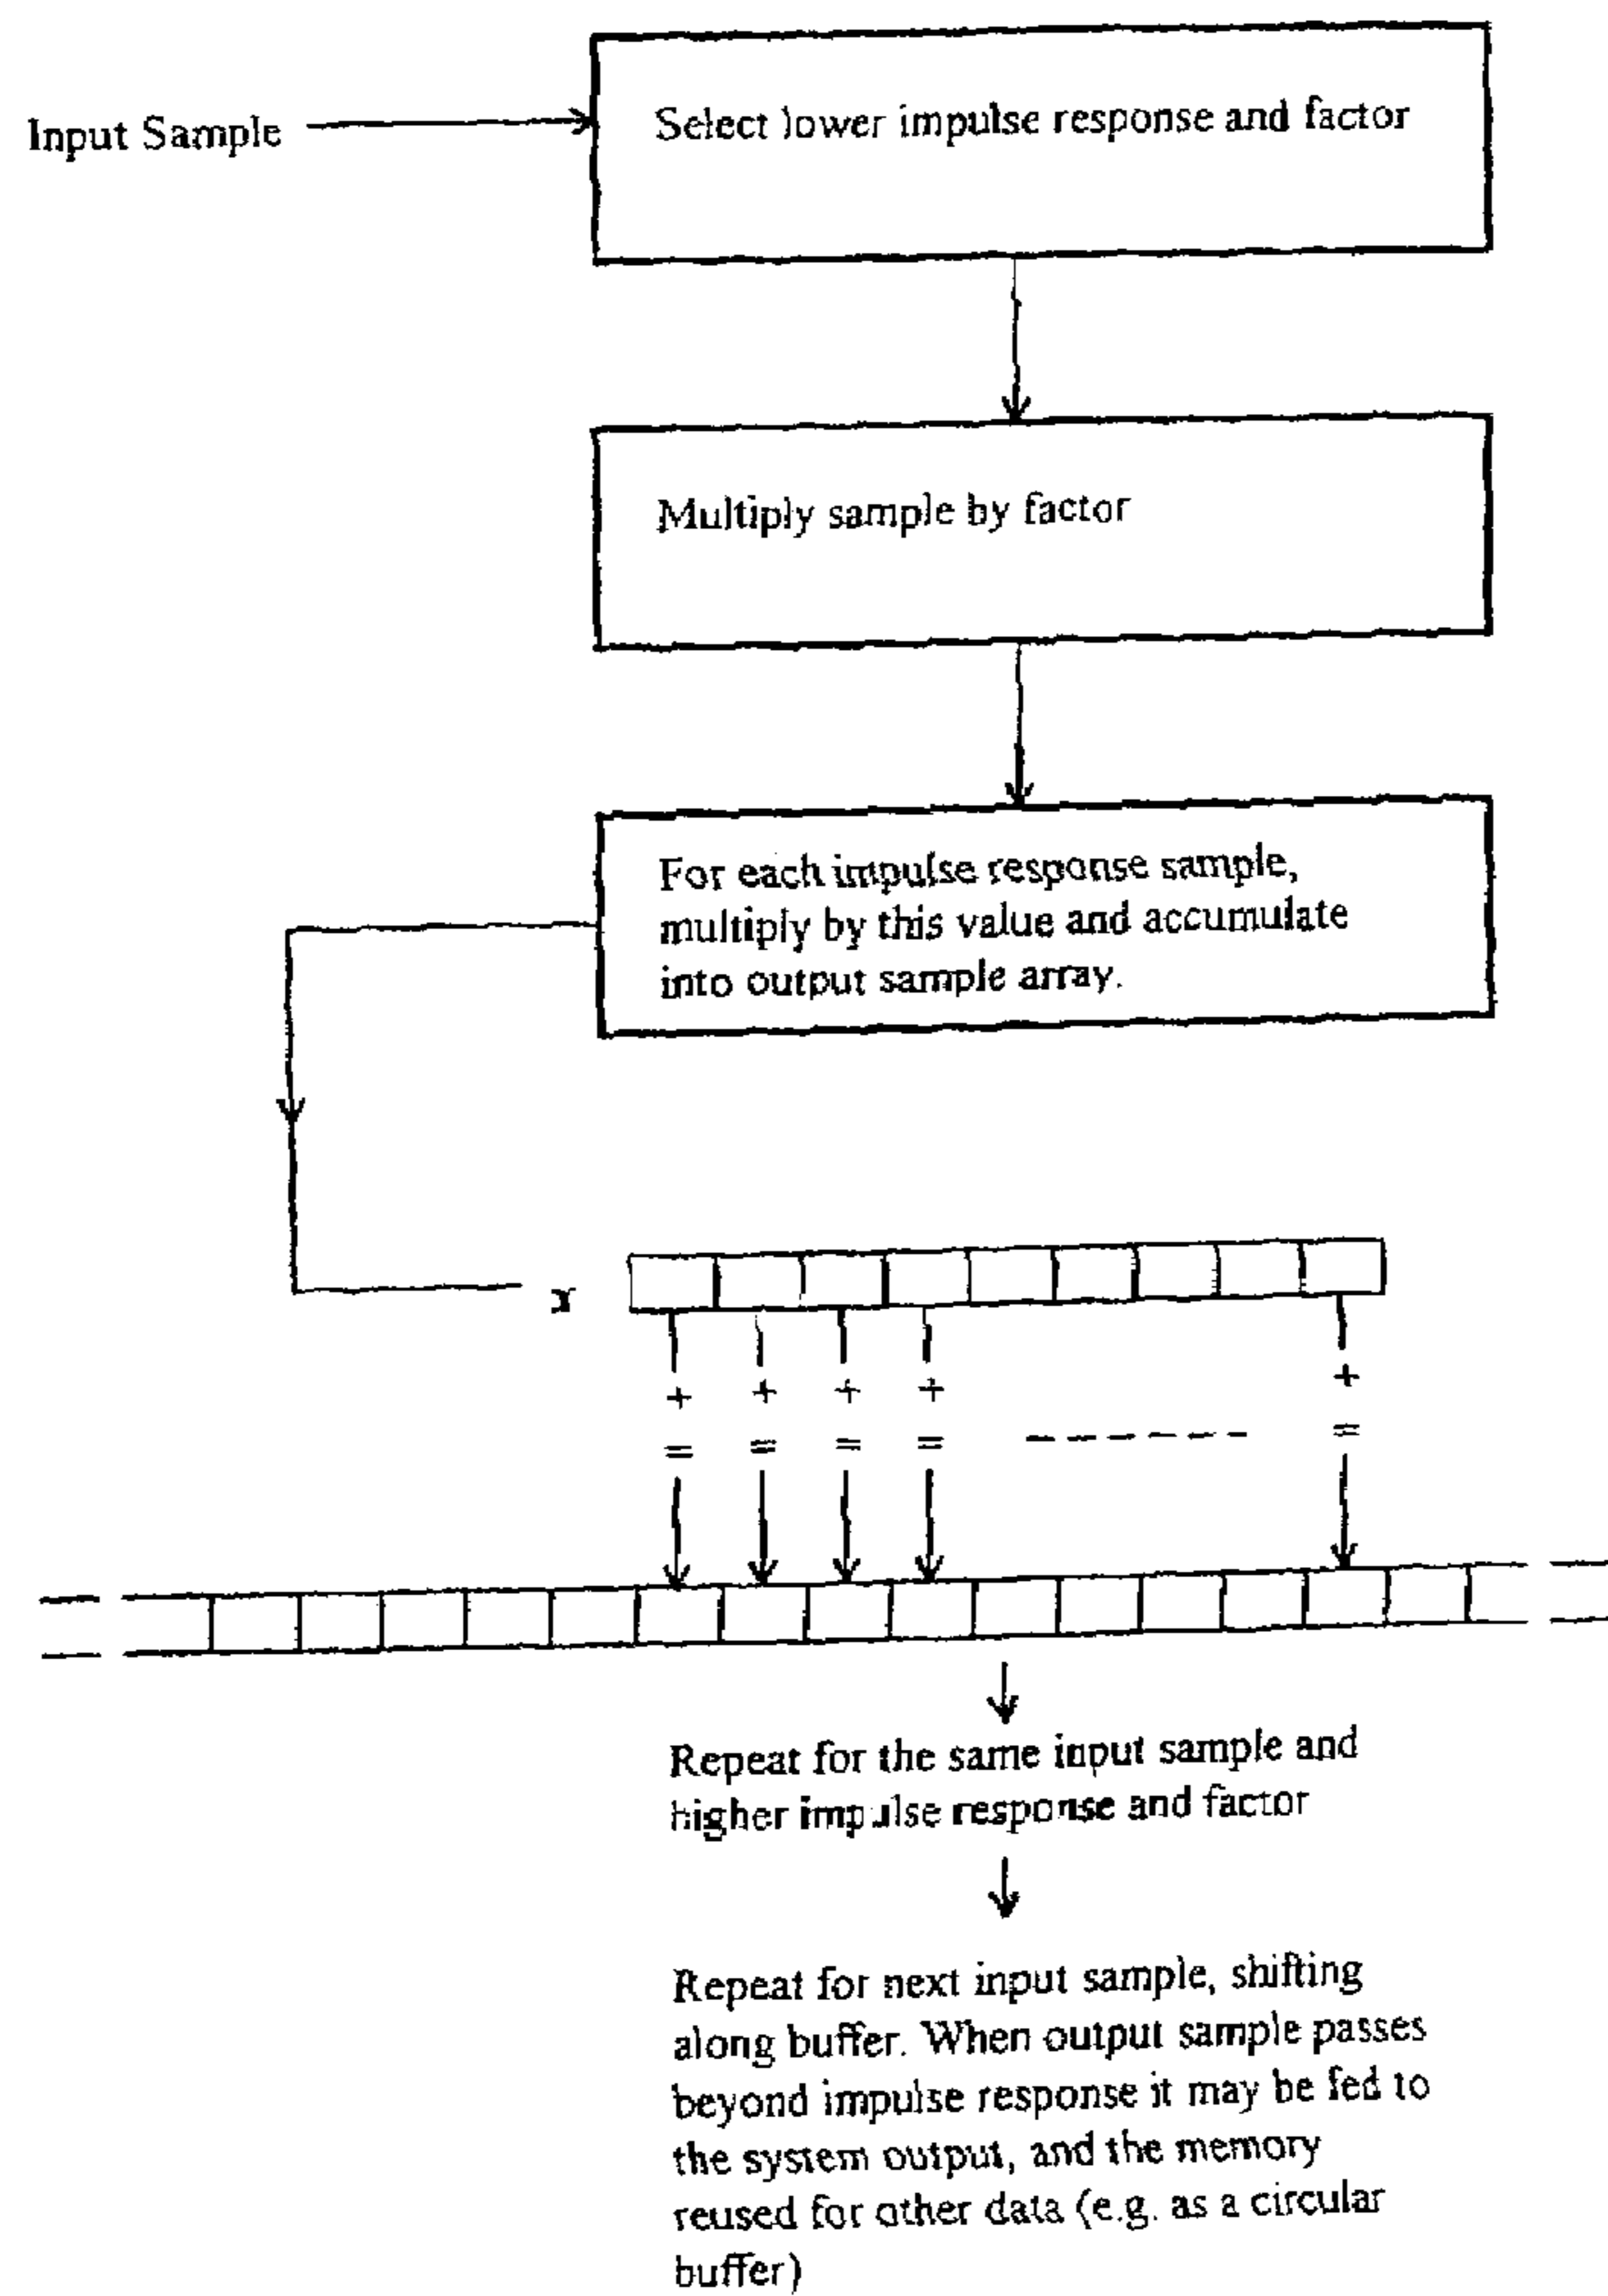 Input Sample
Select lower impulse response and factor
Multiply sample by factor
For each impulse response sample,
multiply by this value and accumulate
into output sample array.
x
+ + + + +
= = = = =
Repeat for the same input sample and
higher impulse response and factor
Repeat for next input sample, shifting
along buffer. When output sample passes
beyond impulse response it may be fed to
the system output, and the memory
reused for other data (e.g. as a circular
buffer)